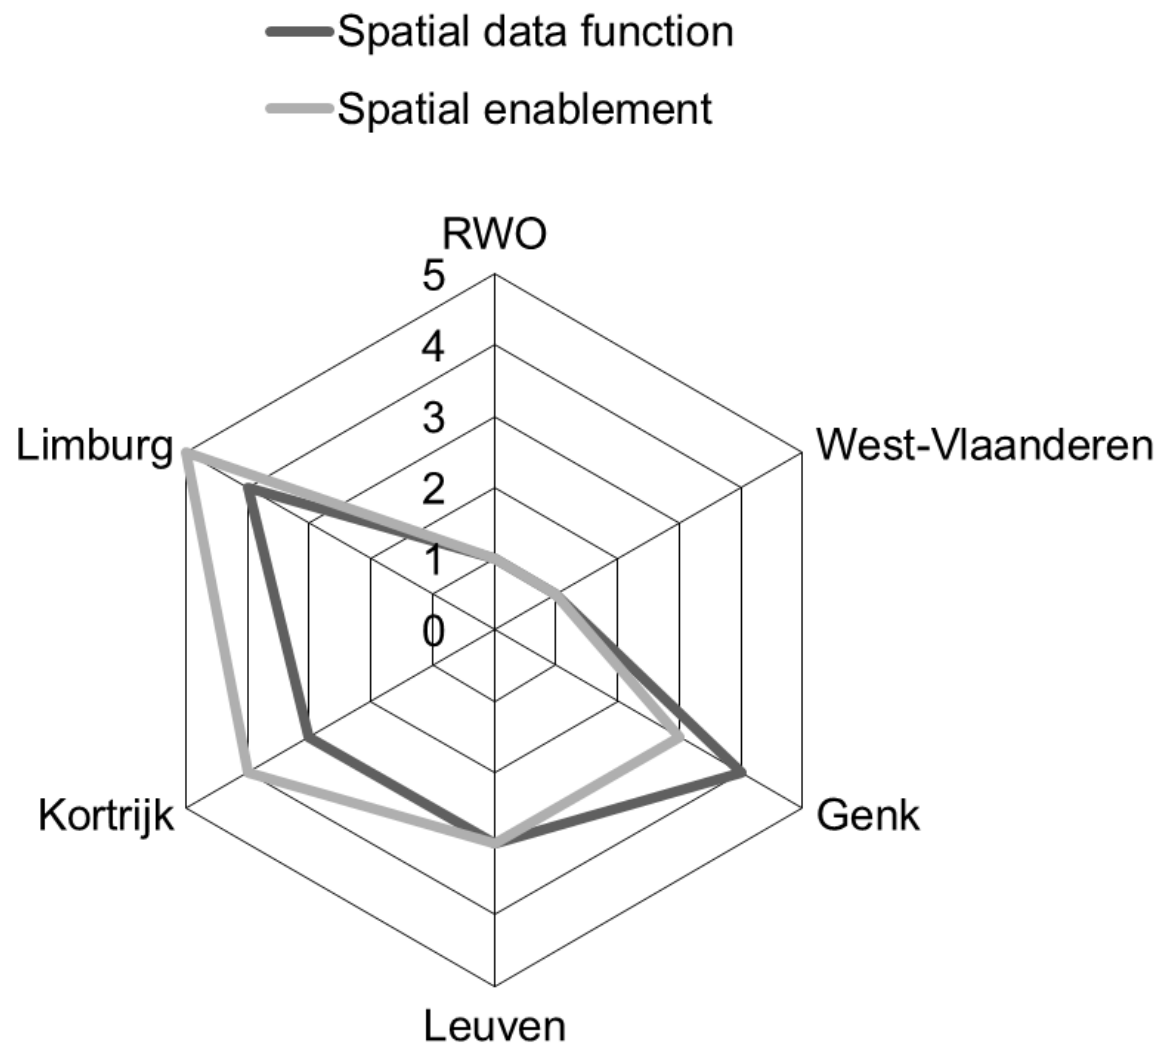 Spatial data function
Spatial enablement
RWO
5
4
3
2
1
0
Limburg
West-Vlaanderen
Kortrijk
Genk
Leuven